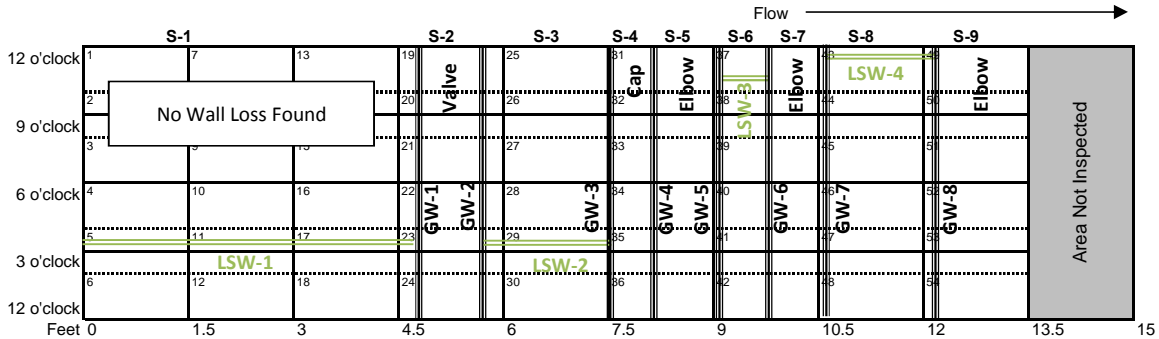 Flow
S-1 S-2 S-3 S-4 S-5 S-6 S-7 S-8 S-9
12 o'clock 1 7 13 19 25 31 37 43 49
Valve Cap Elbow Elbow LSW-4 Elbow
No Wall Loss Found
2 20 26 32 38 44 50
LSW-3
9 o'clock
3 9 15 21 27 33 39 45 51
6 o'clock 4 10 16 22 28 34 40 46 52
GW-1 GW-2 GW-3 GW-4 GW-5 GW-6 GW-7 GW-8
Area Not Inspected
5 11 17 23 29 35 41 47 53
LSW-1 LSW-2
3 o'clock
6 12 18 24 30 36 42 48 54
12 o'clock
Feet 0 1.5 3 4.5 6 7.5 9 10.5 12 13.5 15